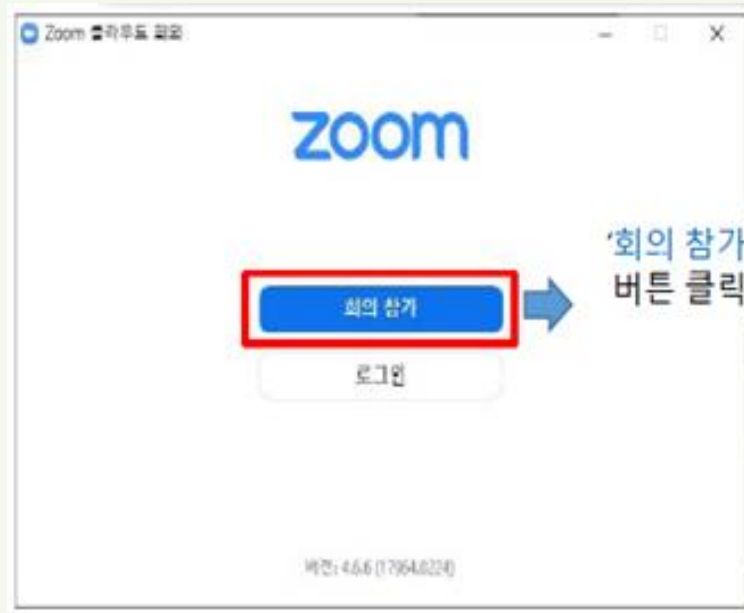 Zoom 클라우드 회의
zoom
'회의 참가
버튼 클릭
회의 참가
로그인
버전: 4.6.6 (17964.0224)